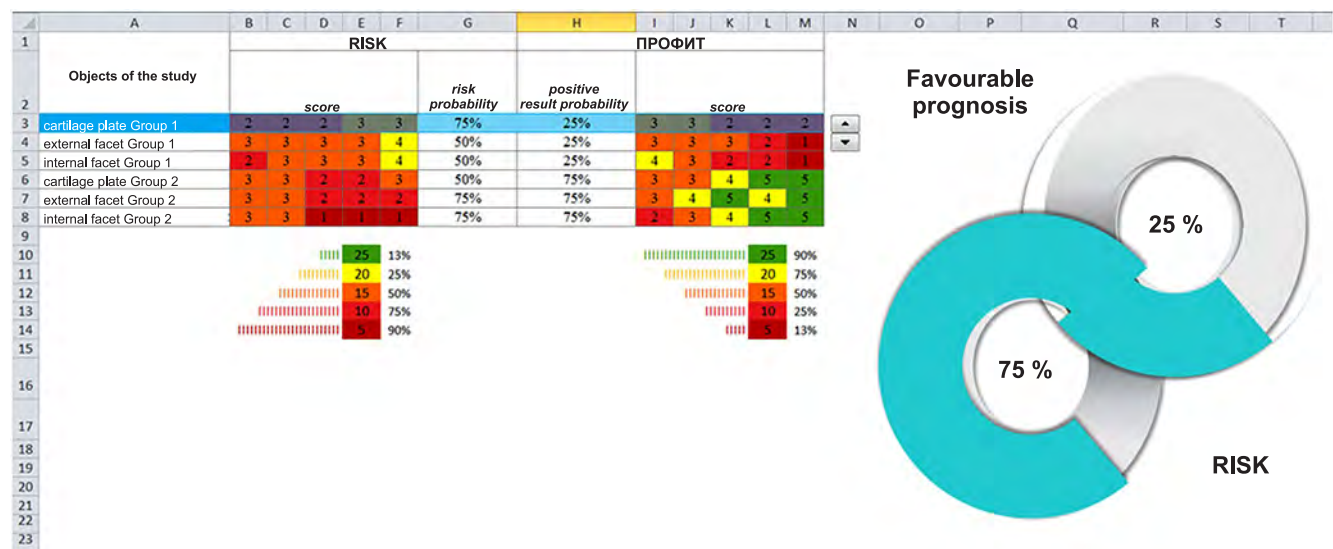 A B C D E F G H I J K L M N O P Q R S T
1 RISK ПРОФИТ
Objects of the study
risk positive
2 score probability result probability score
3 cartilage plate Group 1 2 2 2 3 3 75% 25% 3 3 2 2 2
4 external facet Group 1 3 3 3 3 4 50% 25% 3 3 3 2 1
5 internal facet Group 1 2 3 3 3 4 50% 25% 4 3 2 2 1
6 cartilage plate Group 2 3 3 2 2 3 50% 75% 3 3 4 5 5
7 external facet Group 2 3 3 2 2 2 75% 75% 3 4 5 4 5
8 internal facet Group 2 3 3 1 1 1 75% 75% 2 3 4 5 5
9
10 25 13% 25 90%
11 20 25% 20 75%
12 15 50% 15 50%
13 10 75% 10 25%
14 5 90% 5 13%
15
16
17
18
19
20
21
22
23
Favourable
prognosis
25 %
75 %
RISK